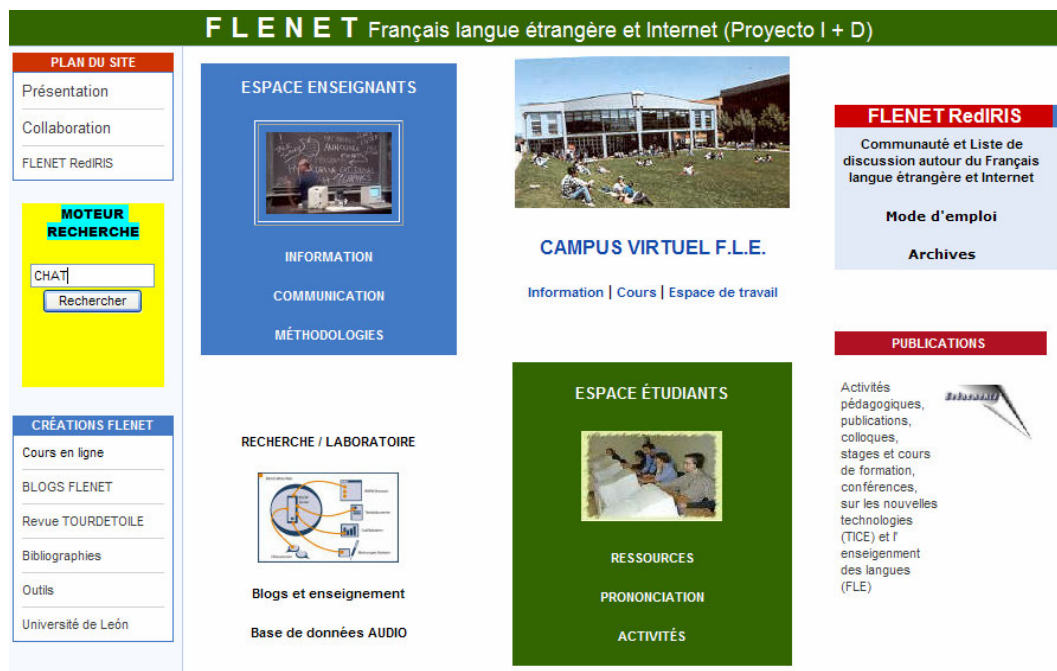 F L E N E T Français langue étrangère et Internet (Proyecto I + D)
PLAN DU SITE
Présentation
Collaboration
FLENET RedIRIS
MOTEUR
RECHERCHE
CHAT
Rechercher
CRÉATIONS FLENET
Cours en ligne
BLOGS FLENET
Revue TOURDETOILE
Bibliographies
Outils
Université de León
ESPACE ENSEIGNANTS
INFORMATION
COMMUNICATION
MÉTHODOLOGIES
RECHERCHE / LABORATOIRE
Blogs et enseignement
Base de données AUDIO
CAMPUS VIRTUEL F.L.E.
Information | Cours | Espace de travail
ESPACE ÉTUDIANTS
RESSOURCES
PRONONCIATION
ACTIVITÉS
FLENET RedIRIS
Communauté et Liste de
discussion autour du Français
langue étrangère et Internet
Mode d'emploi
Archives
PUBLICATIONS
Activités
pédagogiques,
publications,
colloques,
stages et cours
de formation,
conférences,
sur les nouvelles
technologies
(TICE) et l'
enseigenment
des langues
(FLE)